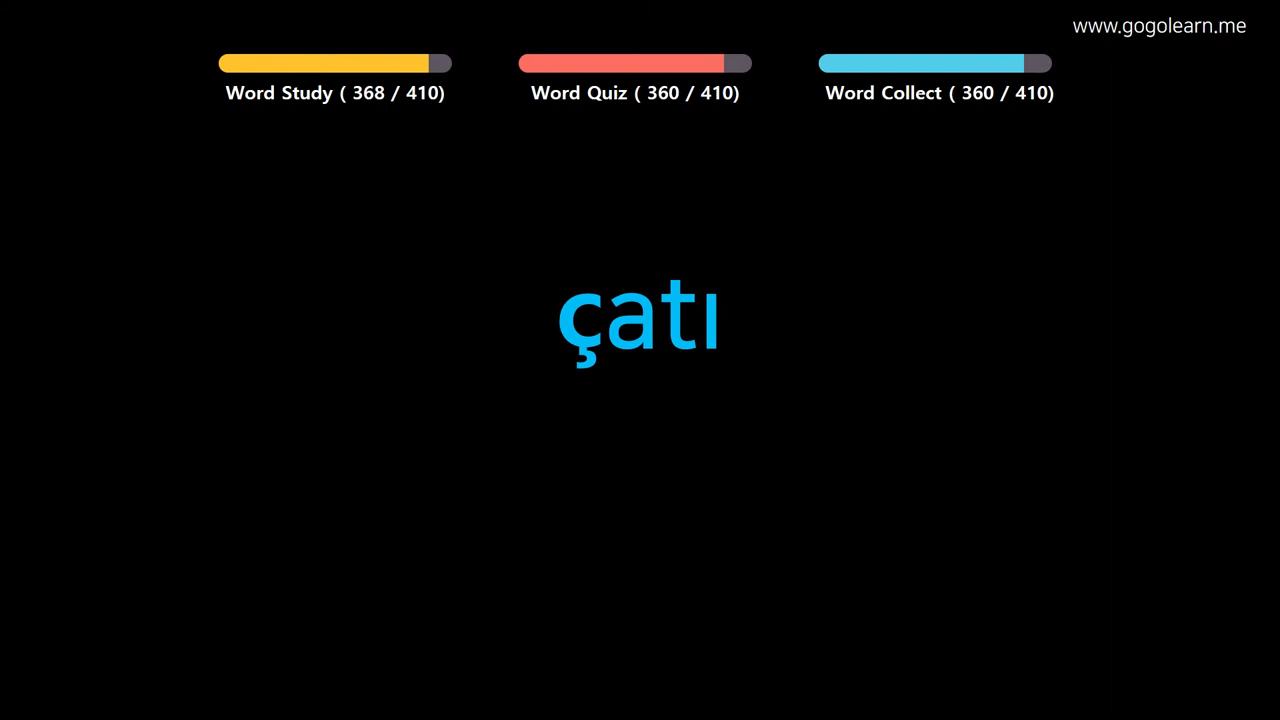 www.gogolearn.me
Word Study ( 368 / 410)
Word Quiz ( 360 / 410)
Word Collect ( 360 / 410)
çatı